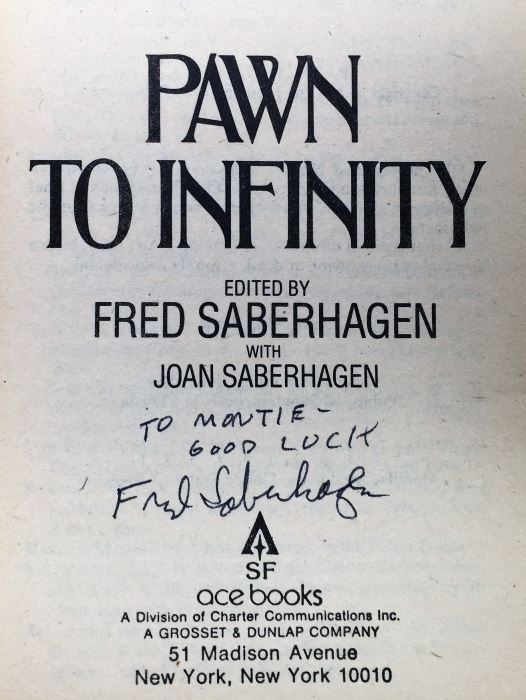 PAWN
TO INFINITY
EDITED BY
FRED SABERHAGEN
WITH
JOAN SABERHAGEN
TO MONTIE -
GOOD LUCK
Fred Saberhagen
SF
ace books
A Division of Charter Communications Inc.
A GROSSET & DUNLAP COMPANY
51 Madison Avenue
New York, New York 10010